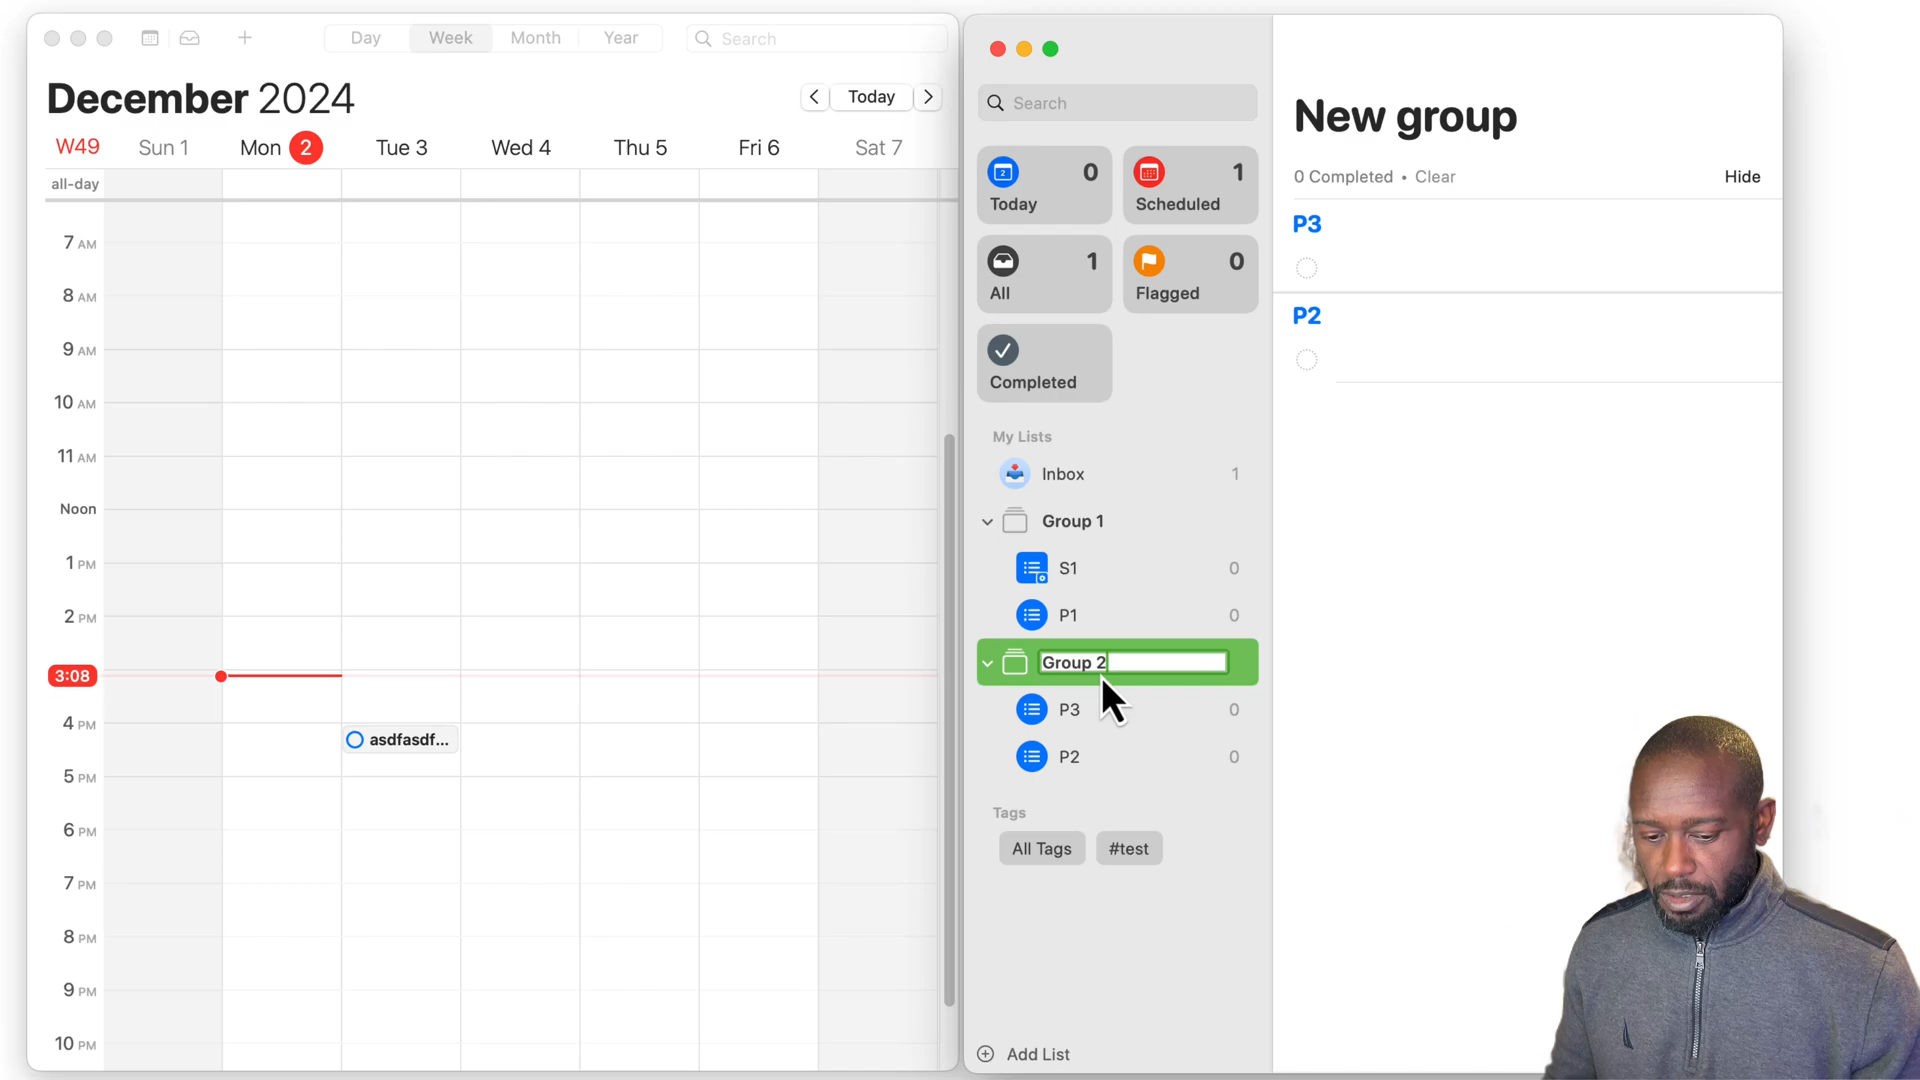 Day Week Month Year Search
December 2024
Today
W49 Sun 1 Mon 2 Tue 3 Wed 4 Thu 5 Fri 6 Sat 7
all-day
7 AM
8 AM
9 AM
10 AM
11 AM
Noon
1 PM
2 PM
3:08
4 PM
asdfasdf...
5 PM
6 PM
7 PM
8 PM
9 PM
10 PM
Search
2 0
Today
1
Scheduled
1
All
0
Flagged
Completed
My Lists
Inbox 1
Group 1
S1 0
P1 0
Group 2
P3 0
P2 0
Tags
All Tags #test
Add List
New group
0 Completed • Clear Hide
P3
P2